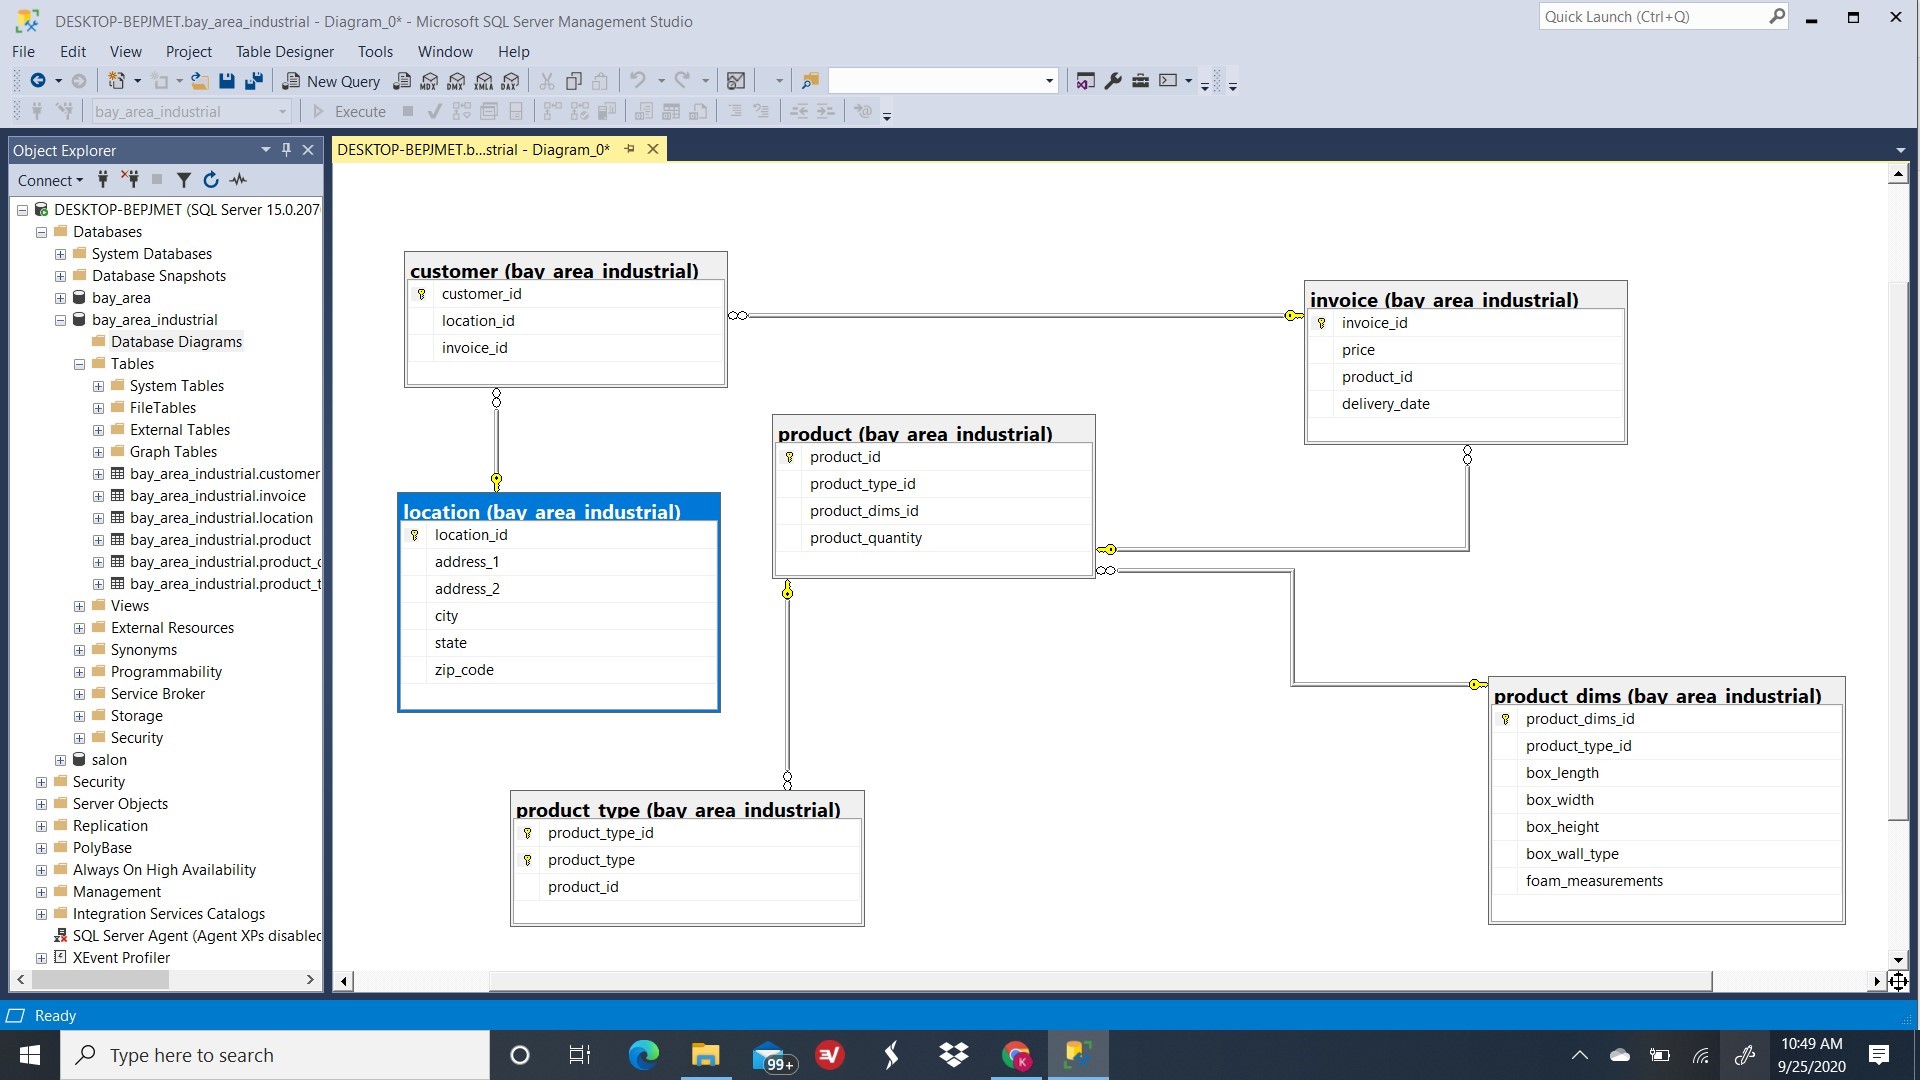 DESKTOP-BEPJMET.bay_area_industrial - Diagram_0* - Microsoft SQL Server Management Studio
Quick Launch (Ctrl+Q)
File Edit View Project Table Designer Tools Window Help
New Query MDX DMX XMLA DAX
bay_area_industrial Execute
Object Explorer
DESKTOP-BEPJMET.b...strial - Diagram_0*
Connect
DESKTOP-BEPJMET (SQL Server 15.0.207
Databases
System Databases
Database Snapshots
bay_area
bay_area_industrial
Database Diagrams
Tables
System Tables
FileTables
External Tables
Graph Tables
bay_area_industrial.customer
bay_area_industrial.invoice
bay_area_industrial.location
bay_area_industrial.product
bay_area_industrial.product_d
bay_area_industrial.product_t
Views
External Resources
Synonyms
Programmability
Service Broker
Storage
Security
salon
Security
Server Objects
Replication
PolyBase
Always On High Availability
Management
Integration Services Catalogs
SQL Server Agent (Agent XPs disabled
XEvent Profiler
customer (bay_area_industrial)
customer_id
location_id
invoice_id
invoice (bay_area_industrial)
invoice_id
price
product_id
delivery_date
product (bay_area_industrial)
product_id
product_type_id
product_dims_id
product_quantity
location (bay_area_industrial)
location_id
address_1
address_2
city
state
zip_code
product_dims (bay_area_industrial)
product_dims_id
product_type_id
box_length
box_width
box_height
box_wall_type
foam_measurements
product_type (bay_area_industrial)
product_type_id
product_type
product_id
Ready
Type here to search
99+
K
10:49 AM
9/25/2020